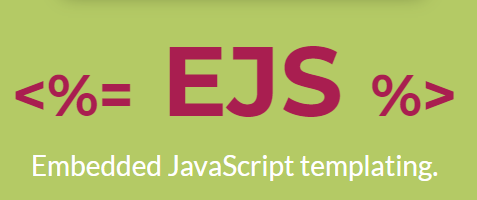 <%= EJS %>
Embedded JavaScript templating.